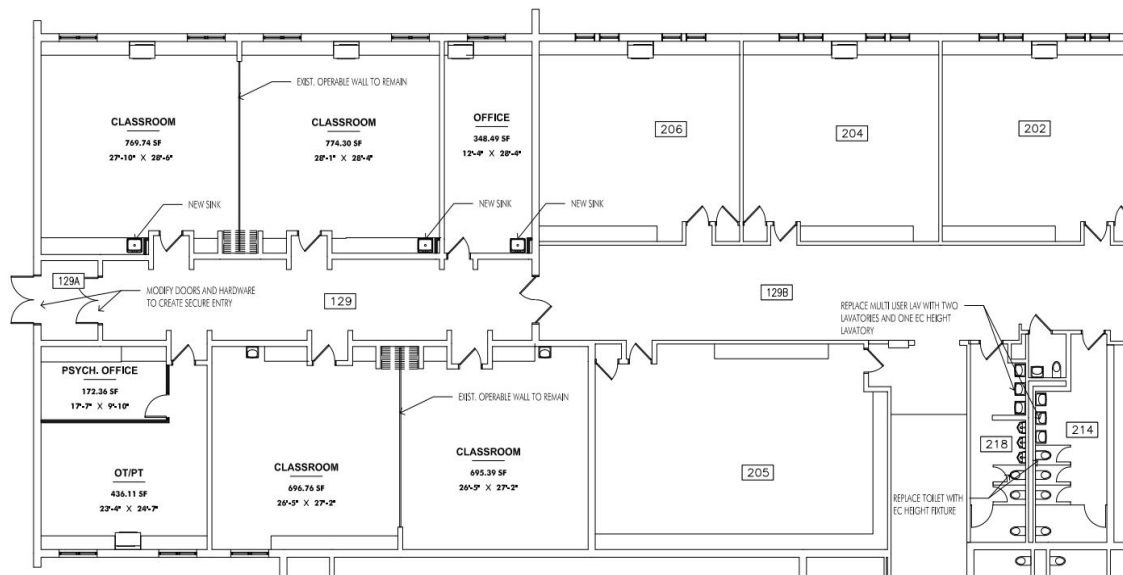 EXIST. OPERABLE WALL TO REMAIN
CLASSROOM
769.74 SF
27'-10" X 28'-6"
CLASSROOM
774.30 SF
28'-1" X 28'-4"
OFFICE
348.49 SF
12'-4" X 28'-4"
206
204
202
NEW SINK
NEW SINK
NEW SINK
129A
MODIFY DOORS AND HARDWARE
TO CREATE SECURE ENTRY
129
129B
REPLACE MULTI USER LAV WITH TWO
LAVATORIES AND ONE EC HEIGHT
LAVATORY
PSYCH. OFFICE
172.36 SF
17'-7" X 9'-10"
EXIST. OPERABLE WALL TO REMAIN
OT/PT
436.11 SF
23'-4" X 24'-7"
CLASSROOM
696.76 SF
26'-5" X 27'-2"
CLASSROOM
695.39 SF
26'-5" X 27'-2"
205
218
214
REPLACE TOILET WITH
EC HEIGHT FIXTURE